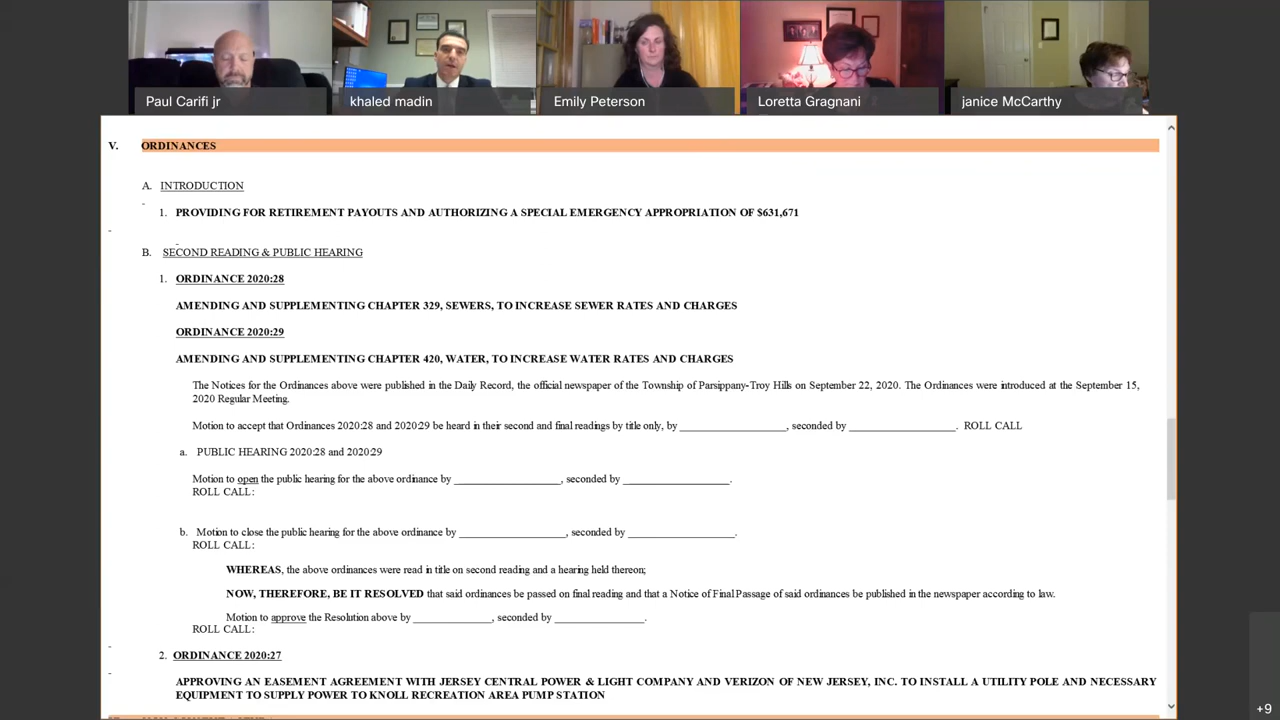 Paul Carifi jr
khaled madin
Emily Peterson
Loretta Gragnani
janice McCarthy
V. ORDINANCES
A. INTRODUCTION
1. PROVIDING FOR RETIREMENT PAYOUTS AND AUTHORIZING A SPECIAL EMERGENCY APPROPRIATION OF $631,671
B. SECOND READING & PUBLIC HEARING
1. ORDINANCE 2020:28
AMENDING AND SUPPLEMENTING CHAPTER 329, SEWERS, TO INCREASE SEWER RATES AND CHARGES
ORDINANCE 2020:29
AMENDING AND SUPPLEMENTING CHAPTER 420, WATER, TO INCREASE WATER RATES AND CHARGES
The Notices for the Ordinances above were published in the Daily Record, the official newspaper of the Township of Parsippany-Troy Hills on September 22, 2020. The Ordinances were introduced at the September 15,
2020 Regular Meeting.
Motion to accept that Ordinances 2020:28 and 2020:29 be heard in their second and final readings by title only, by ____________________, seconded by ____________________. ROLL CALL
a. PUBLIC HEARING 2020:28 and 2020:29
Motion to open the public hearing for the above ordinance by ____________________, seconded by ____________________.
ROLL CALL:
b. Motion to close the public hearing for the above ordinance by ____________________, seconded by ____________________.
ROLL CALL:
WHEREAS, the above ordinances were read in title on second reading and a hearing held thereon;
NOW, THEREFORE, BE IT RESOLVED that said ordinances be passed on final reading and that a Notice of Final Passage of said ordinances be published in the newspaper according to law.
Motion to approve the Resolution above by _______________, seconded by _________________.
ROLL CALL:
2. ORDINANCE 2020:27
APPROVING AN EASEMENT AGREEMENT WITH JERSEY CENTRAL POWER & LIGHT COMPANY AND VERIZON OF NEW JERSEY, INC. TO INSTALL A UTILITY POLE AND NECESSARY
EQUIPMENT TO SUPPLY POWER TO KNOLL RECREATION AREA PUMP STATION
+9